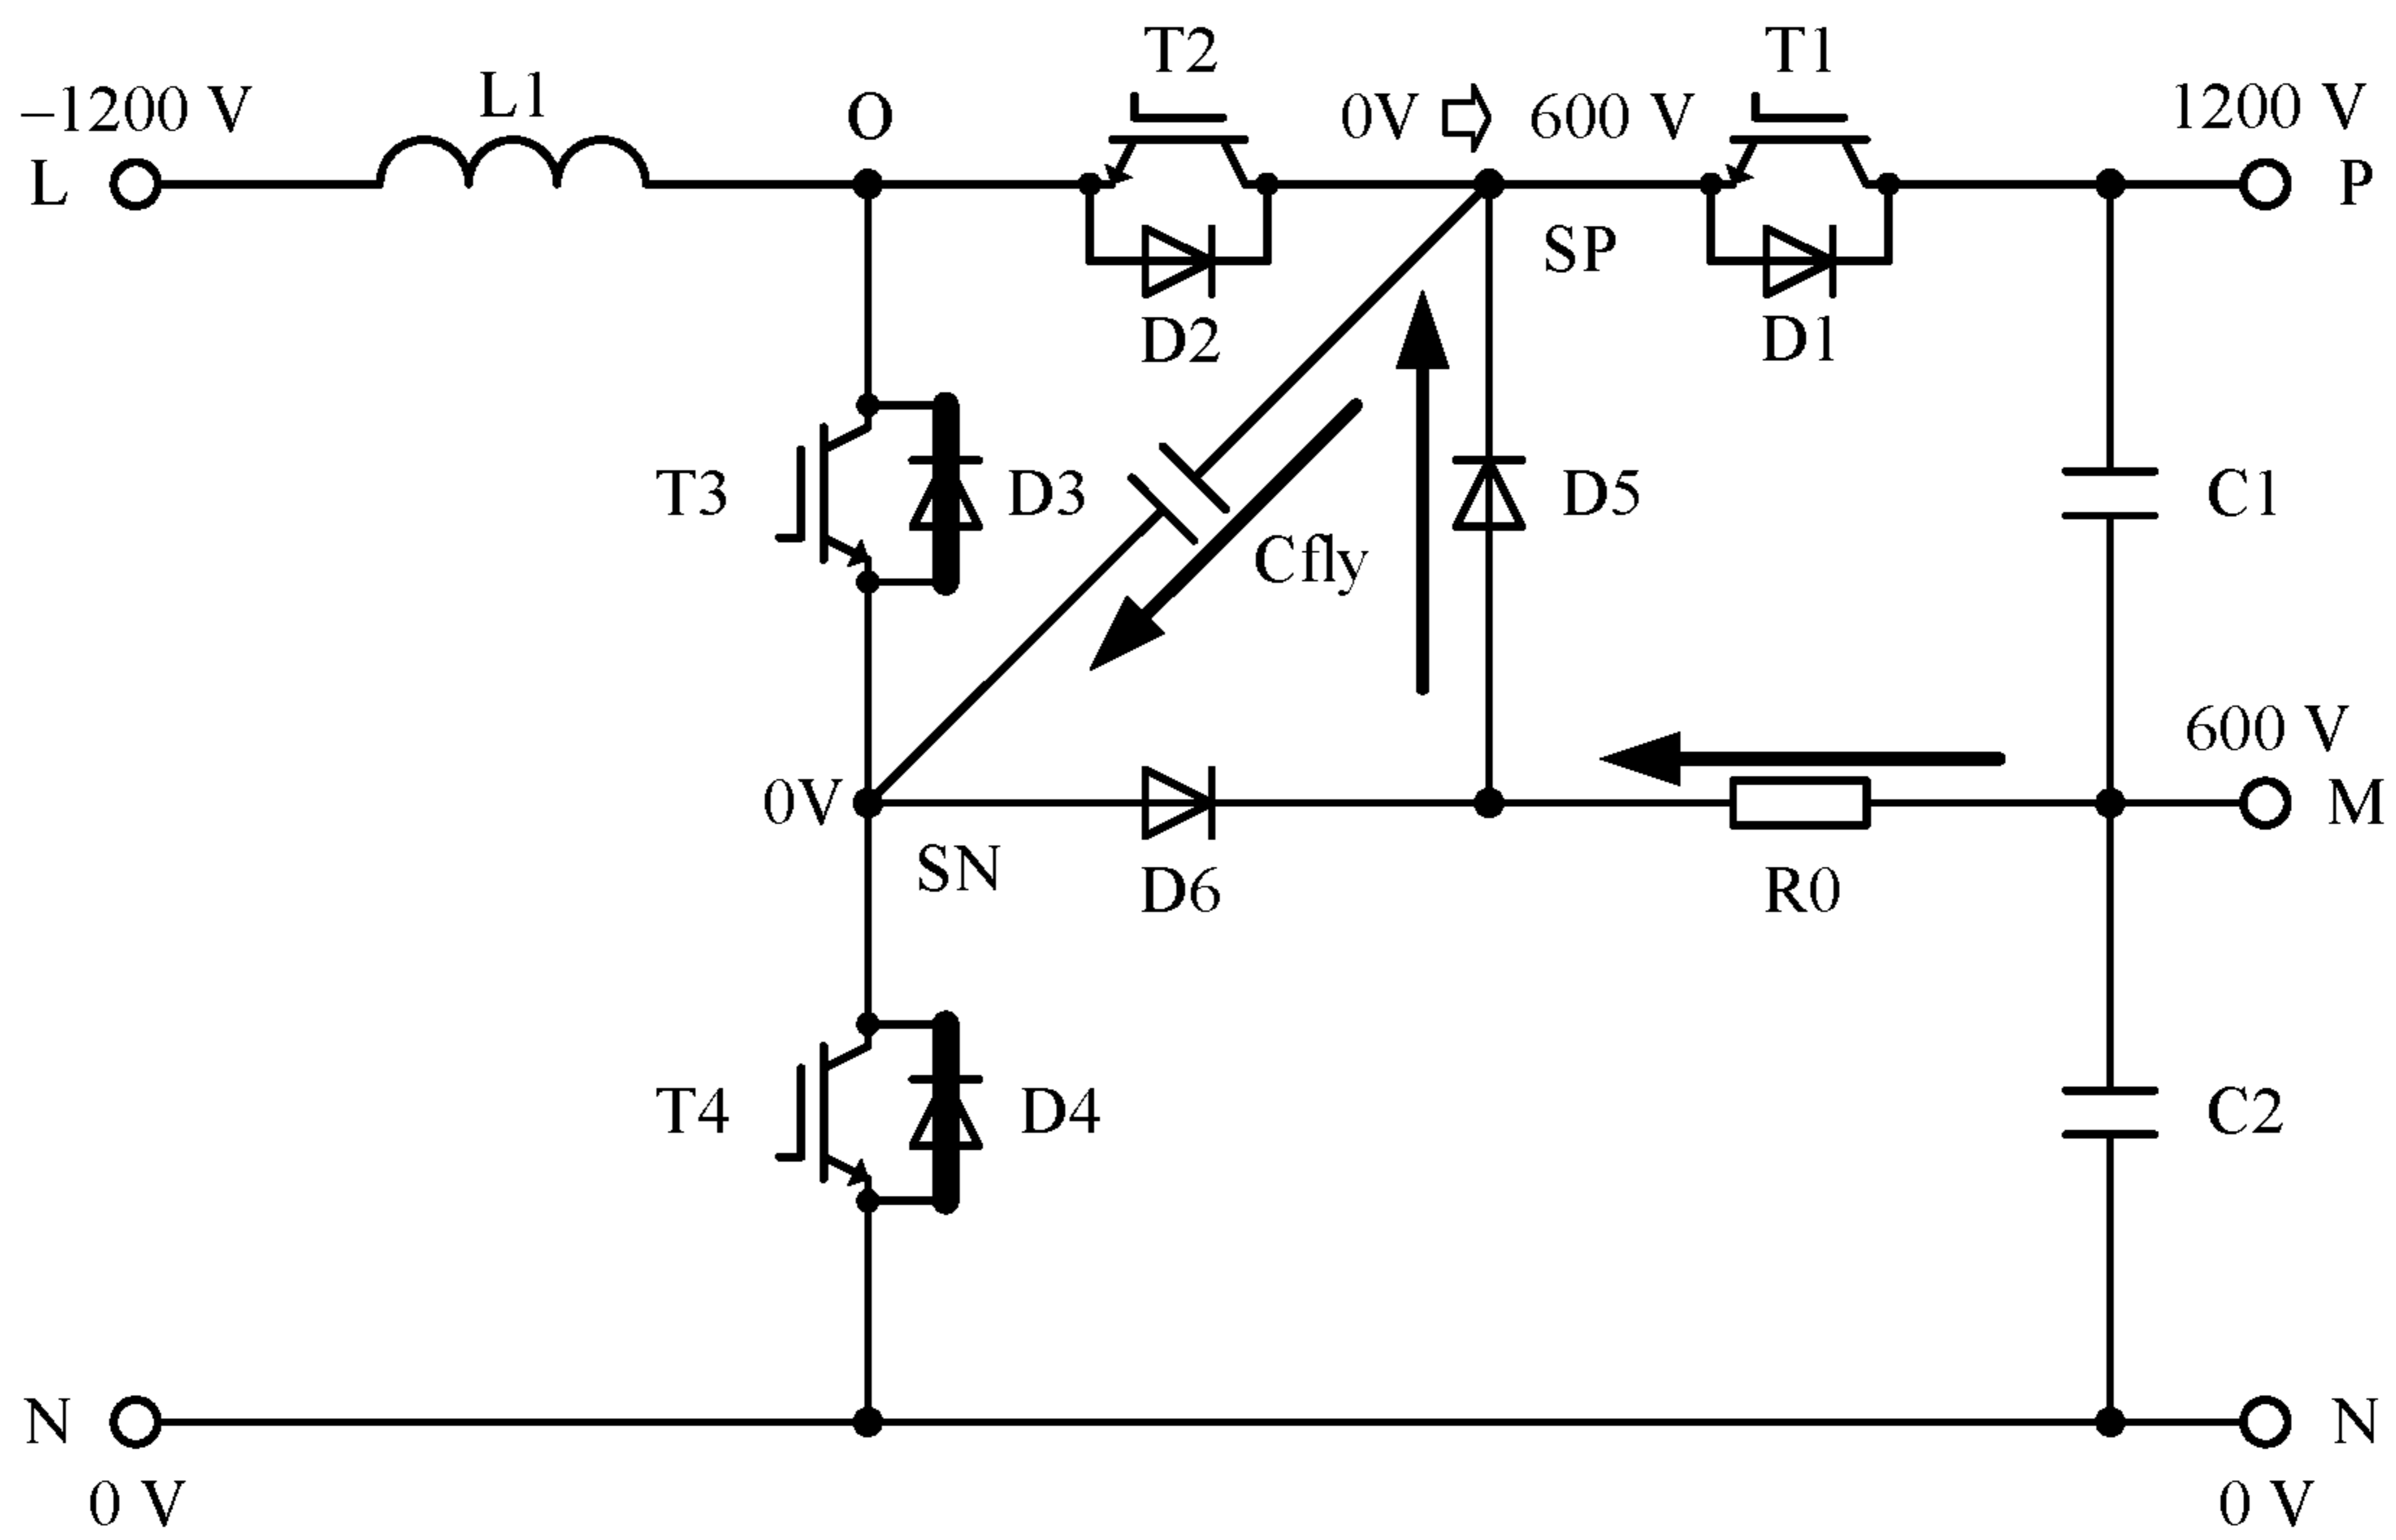 T2
T1
−1200 V
L1
O
0V ⇨ 600 V
1200 V
L
P
SP
D2
D1
T3
D3
D5
C1
Cfly
600 V
0V
M
SN
D6
R0
T4
D4
C2
N
N
0 V
0 V